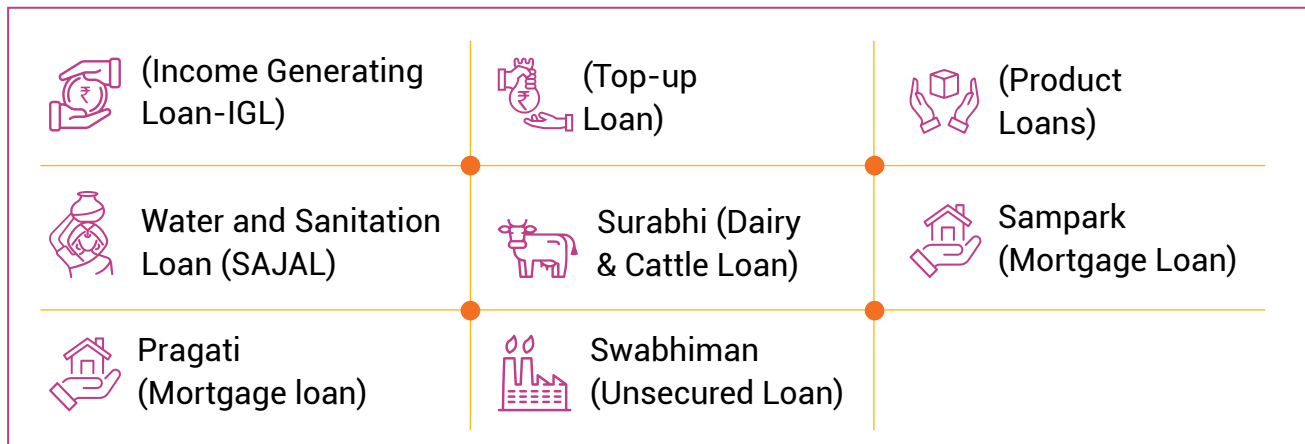 (Income Generating
Loan-IGL)
(Top-up
Loan)
(Product
Loans)
Water and Sanitation
Loan (SAJAL)
Surabhi (Dairy
& Cattle Loan)
Sampark
(Mortgage Loan)
Pragati
(Mortgage loan)
Swabhiman
(Unsecured Loan)